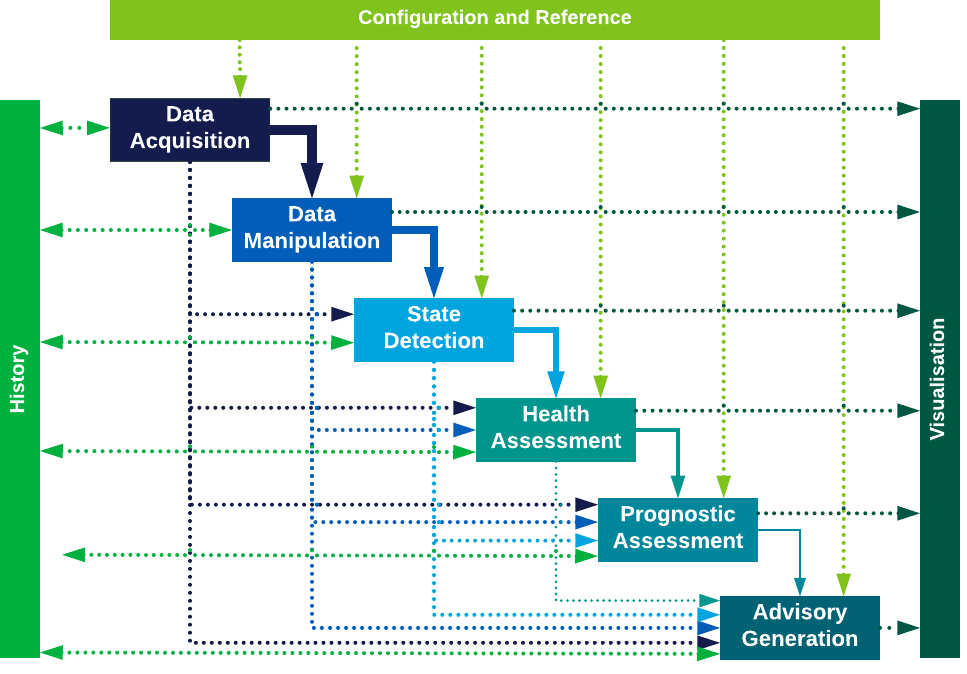 Configuration and Reference
Data
Acquisition
Data
Manipulation
State
Detection
History
Visualisation
Health
Assessment
Prognostic
Assessment
Advisory
Generation